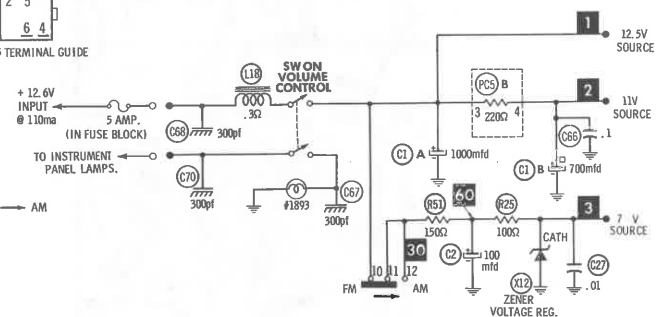 2 5
6 4
TERMINAL GUIDE
+ 12.6V
INPUT
@ 110ma
5 AMP.
(IN FUSE BLOCK)
C68
300pf
L18
.3Ω
SW ON
VOLUME
CONTROL
TO INSTRUMENT
PANEL LAMPS.
C70
300pf
#1893
C67
300pf
AM
1
12.5V
SOURCE
PC5 B
3 220Ω 4
2
11V
SOURCE
C66
.1
C1 A 1000mfd
C1 B 700mfd
60
R51
150Ω
R25
100Ω
3
7 V
SOURCE
30
C2
100
mfd
CATH
X12
ZENER
VOLTAGE REG.
C27
.01
10 11 12
FM
AM